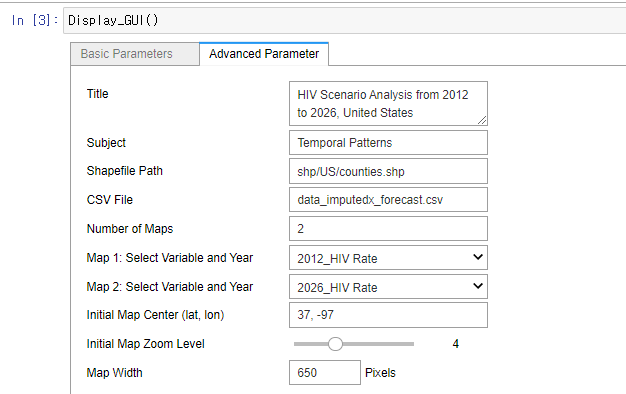 In [3]: Display_GUI()
Basic Parameters Advanced Parameter
Title HIV Scenario Analysis from 2012
to 2026, United States
Subject Temporal Patterns
Shapefile Path shp/US/counties.shp
CSV File data_imputedx_forecast.csv
Number of Maps 2
Map 1: Select Variable and Year 2012_HIV Rate
Map 2: Select Variable and Year 2026_HIV Rate
Initial Map Center (lat, lon) 37, -97
Initial Map Zoom Level 4
Map Width 650 Pixels